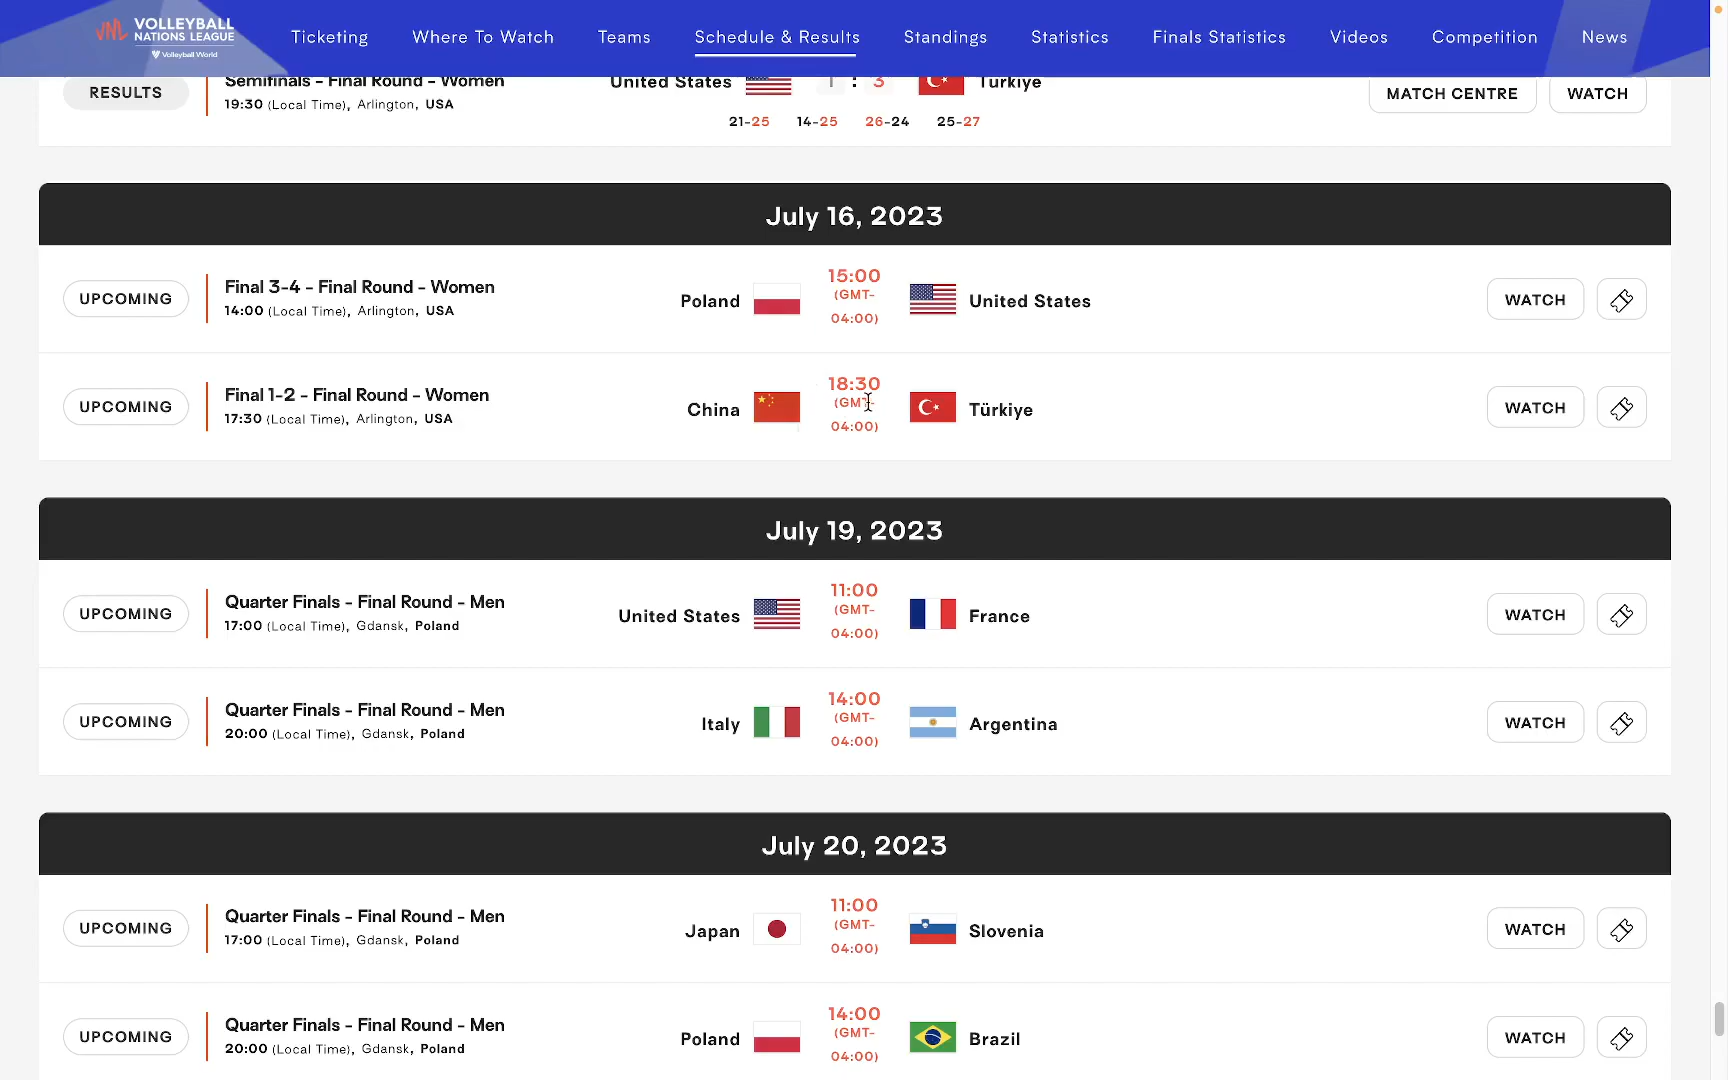 VOLLEYBALL
NATIONS LEAGUE
Volleyball World
Ticketing
Where To Watch
Teams
Schedule & Results
Standings
Statistics
Finals Statistics
Videos
Competition
News
RESULTS
Semifinals - Final Round - Women
19:30 (Local Time), Arlington, USA
United States
1 : 3
Türkiye
21-25 14-25 26-24 25-27
MATCH CENTRE
WATCH
July 16, 2023
UPCOMING
Final 3-4 - Final Round - Women
14:00 (Local Time), Arlington, USA
Poland
15:00
(GMT-
04:00)
United States
WATCH
UPCOMING
Final 1-2 - Final Round - Women
17:30 (Local Time), Arlington, USA
China
18:30
(GMT-
04:00)
Türkiye
WATCH
July 19, 2023
UPCOMING
Quarter Finals - Final Round - Men
17:00 (Local Time), Gdansk, Poland
United States
11:00
(GMT-
04:00)
France
WATCH
UPCOMING
Quarter Finals - Final Round - Men
20:00 (Local Time), Gdansk, Poland
Italy
14:00
(GMT-
04:00)
Argentina
WATCH
July 20, 2023
UPCOMING
Quarter Finals - Final Round - Men
17:00 (Local Time), Gdansk, Poland
Japan
11:00
(GMT-
04:00)
Slovenia
WATCH
UPCOMING
Quarter Finals - Final Round - Men
20:00 (Local Time), Gdansk, Poland
Poland
14:00
(GMT-
04:00)
Brazil
WATCH